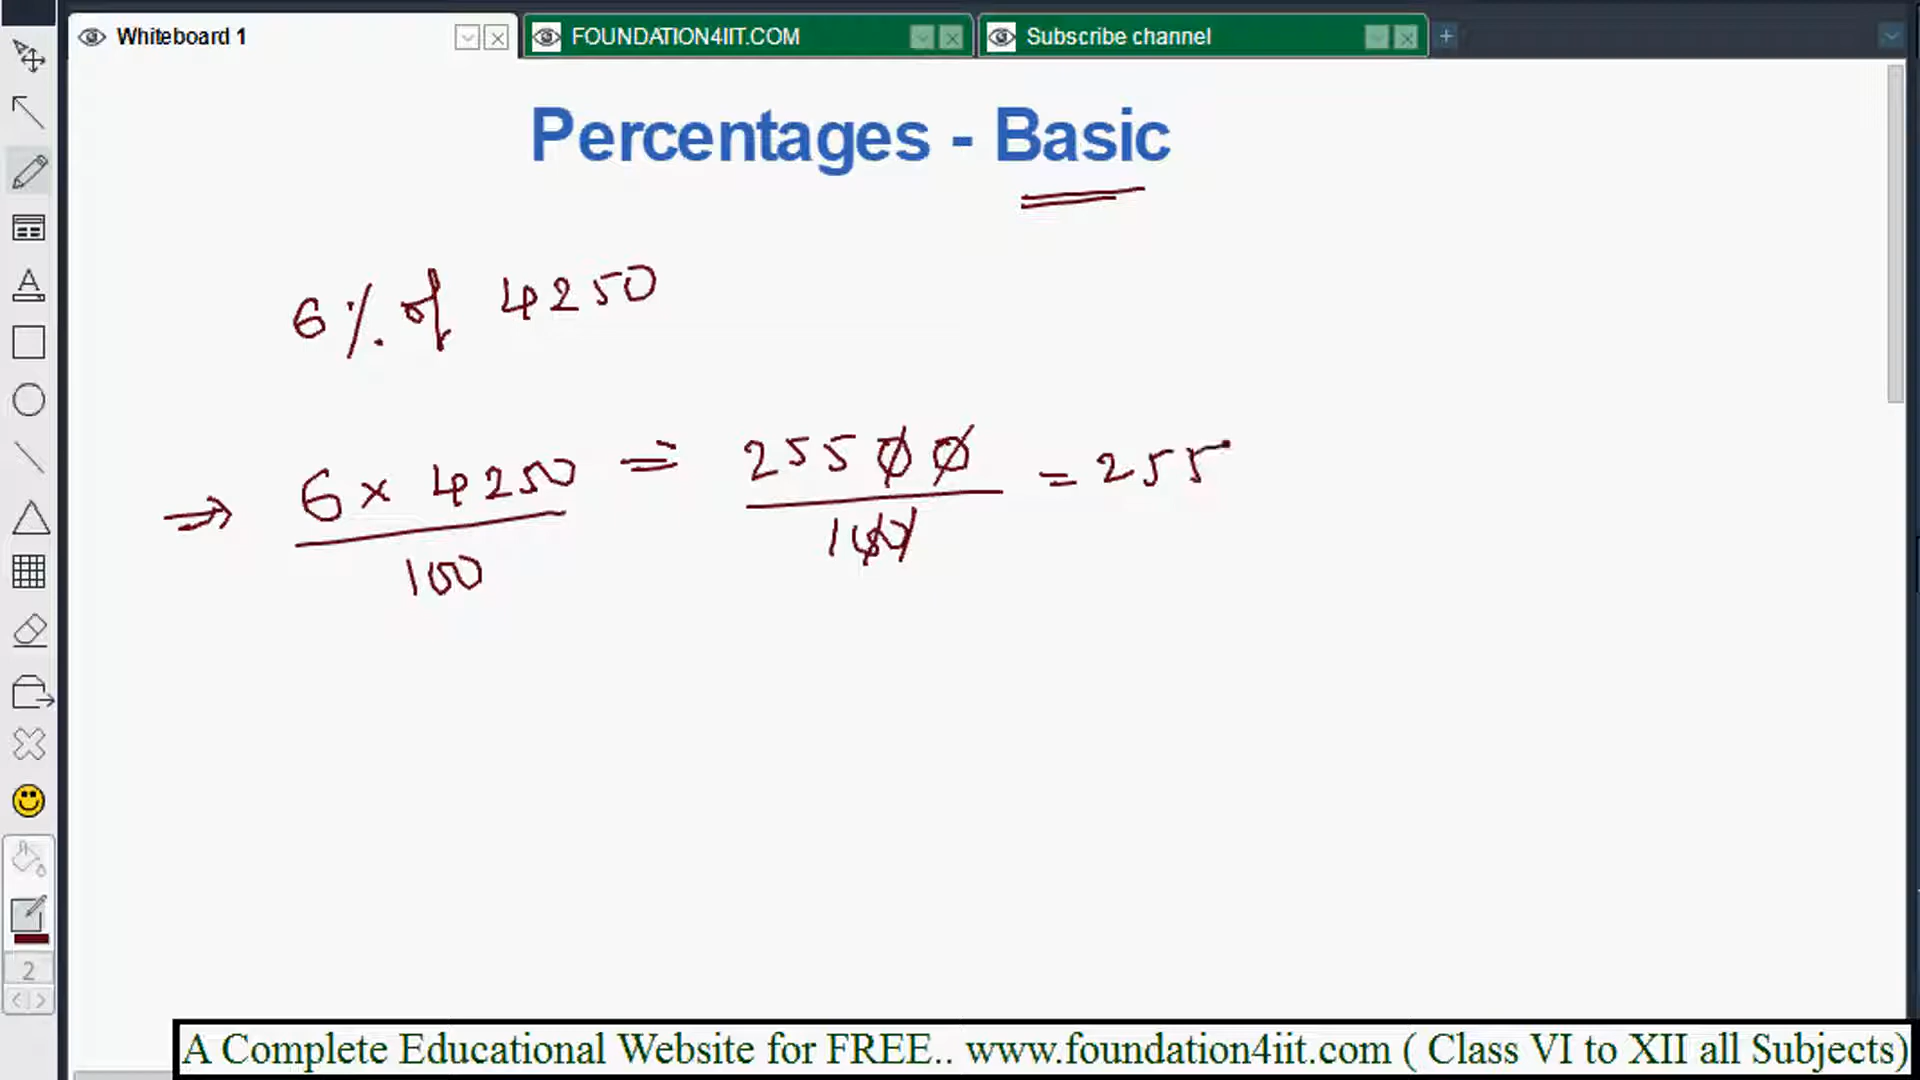 Whiteboard 1 FOUNDATION4IIT.COM Subscribe channel +
Percentages - Basic
6% of 4250
⇒ 6 × 4250 / 100 = 25500 / 100 = 255
2
A Complete Educational Website for FREE.. www.foundation4iit.com ( Class VI to XII all Subjects)